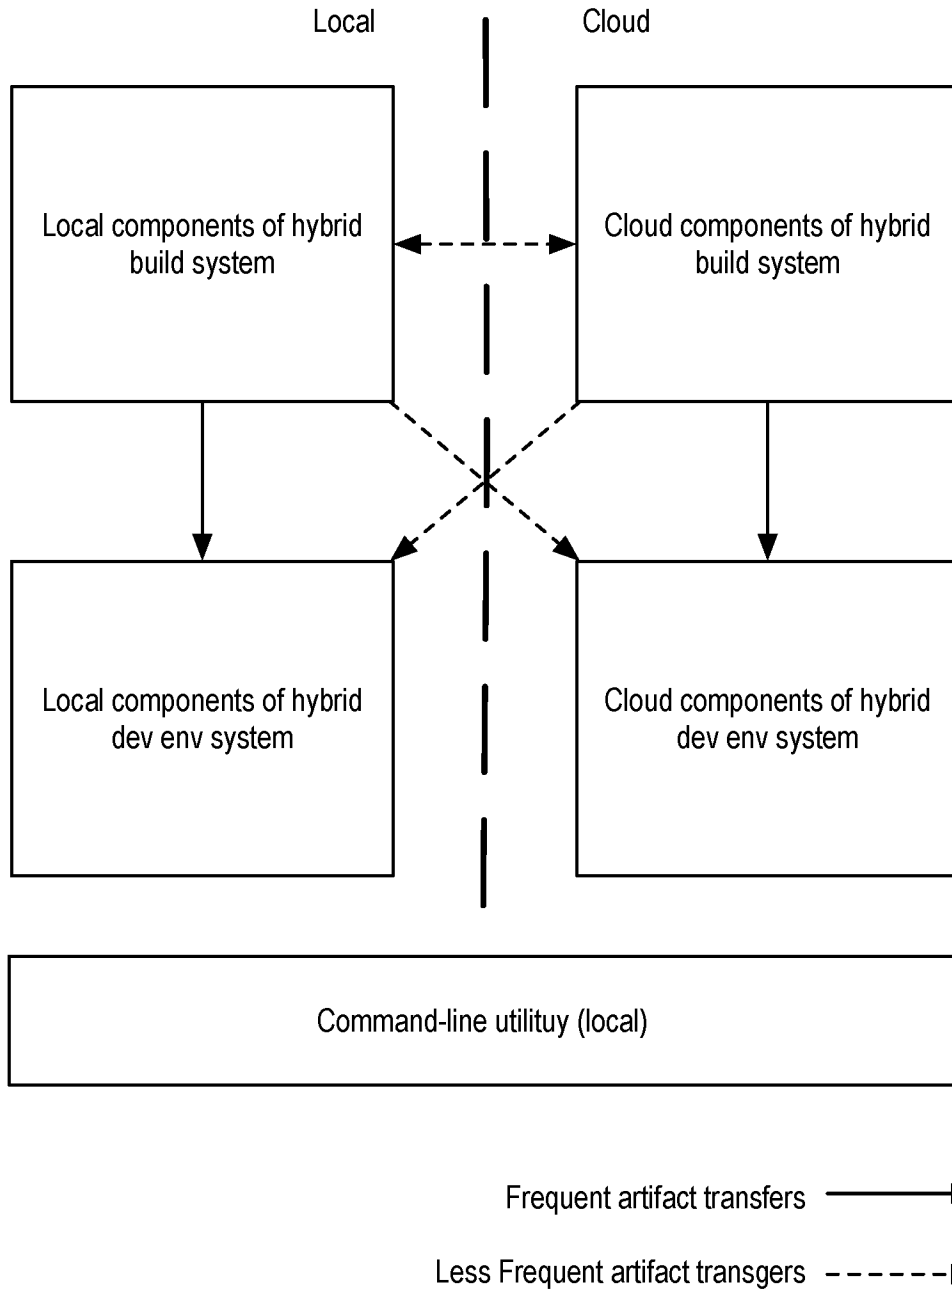 Local
Cloud
Local components of hybrid
build system
Cloud components of hybrid
build system
Local components of hybrid
dev env system
Cloud components of hybrid
dev env system
Command-line utilituy (local)
Frequent artifact transfers
Less Frequent artifact transgers